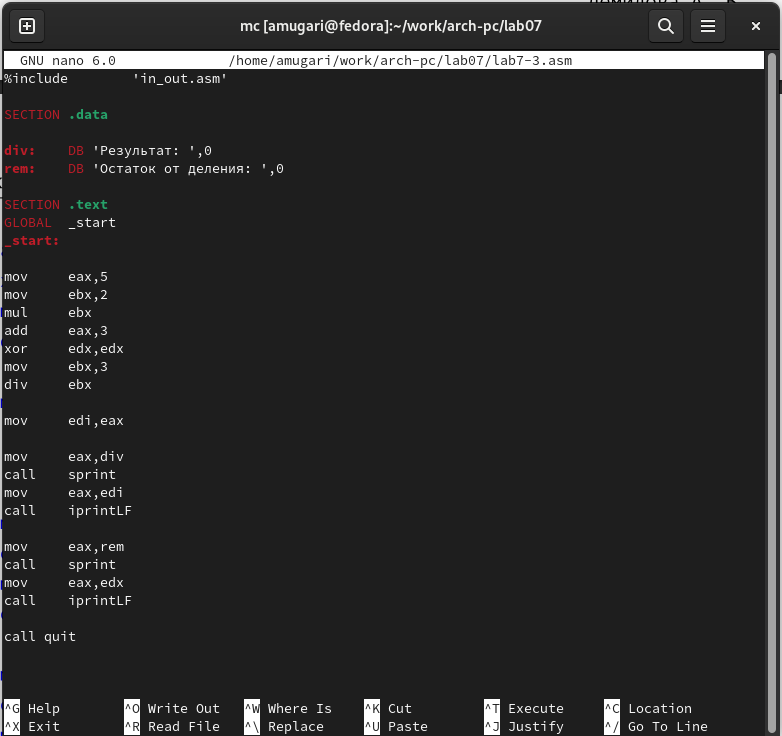 mc [amugari@fedora]:~/work/arch-pc/lab07
GNU nano 6.0 /home/amugari/work/arch-pc/lab07/lab7-3.asm
%include 'in_out.asm'
SECTION .data
div: DB 'Результат: ',0
rem: DB 'Остаток от деления: ',0
SECTION .text
GLOBAL _start
_start:
mov eax,5
mov ebx,2
mul ebx
add eax,3
xor edx,edx
mov ebx,3
div ebx
mov edi,eax
mov eax,div
call sprint
mov eax,edi
call iprintLF
mov eax,rem
call sprint
mov eax,edx
call iprintLF
call quit
^G Help ^O Write Out ^W Where Is ^K Cut ^T Execute ^C Location
^X Exit ^R Read File ^\ Replace ^U Paste ^J Justify ^/ Go To Line